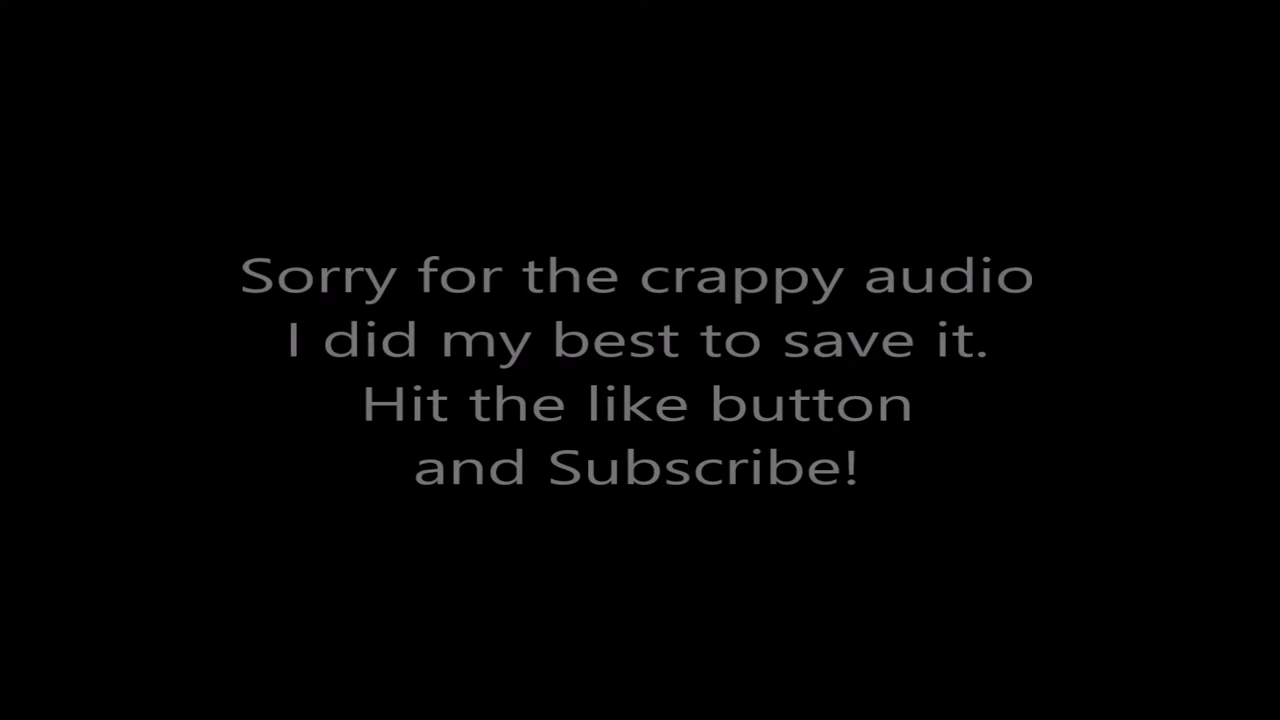 Sorry for the crappy audio
I did my best to save it.
Hit the like button
and Subscribe!